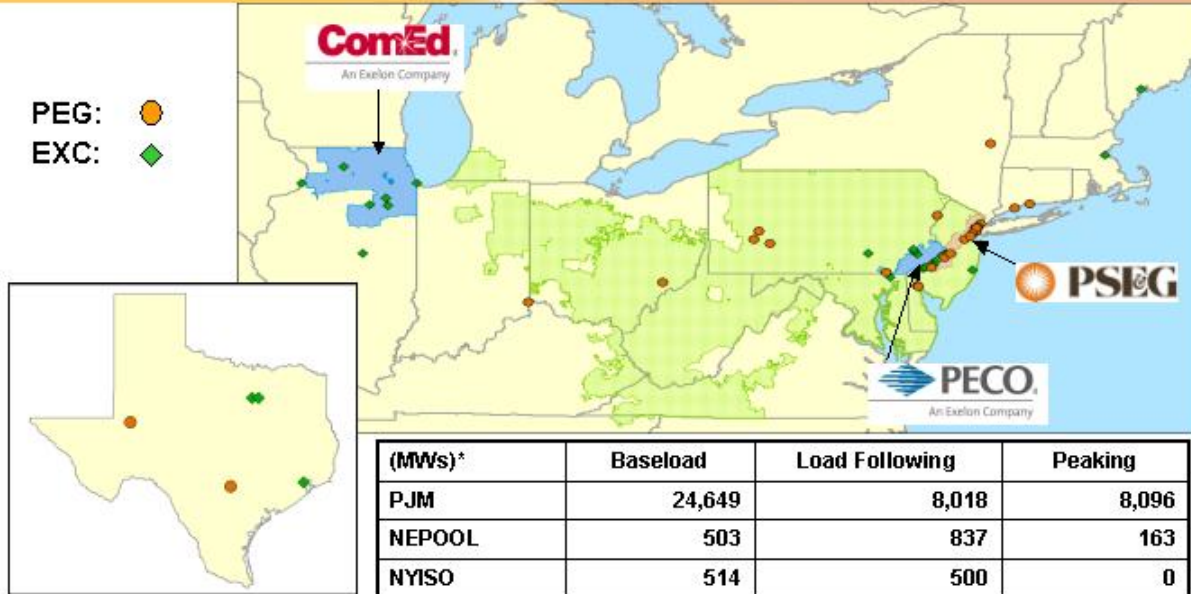 ComEd.
An Exelon Company
PEG:
EXC:
PSEG
PECO.
An Exelon Company
(MWs)* Baseload Load Following Peaking
PJM 24,649 8,018 8,096
NEPOOL 503 837 163
NYISO 514 500 0